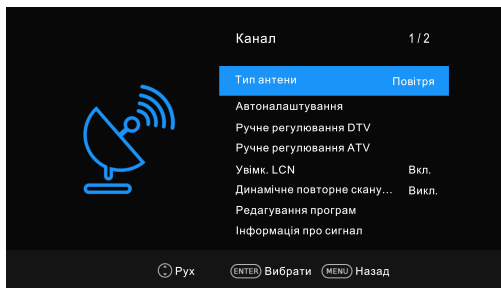 Канал 1/2
Тип антени Повітря
Автоналаштування
Ручне регулювання DTV
Ручне регулювання ATV
Увімк. LCN Вкл.
Динамічне повторне скану... Викл.
Редагування програм
Інформація про сигнал
Рух ENTER Вибрати MENU Назад